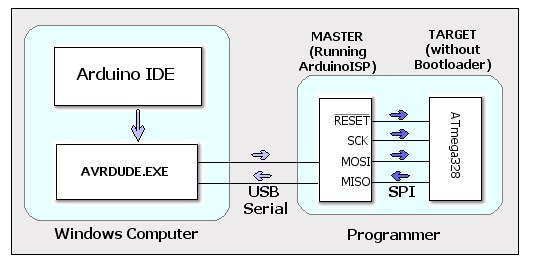 MASTER
(Running
ArduinoISP)
TARGET
(without
Bootloader)
Arduino IDE
AVRDUDE.EXE
RESET
SCK
MOSI
MISO
ATmega328
USB
Serial
SPI
Windows Computer
Programmer